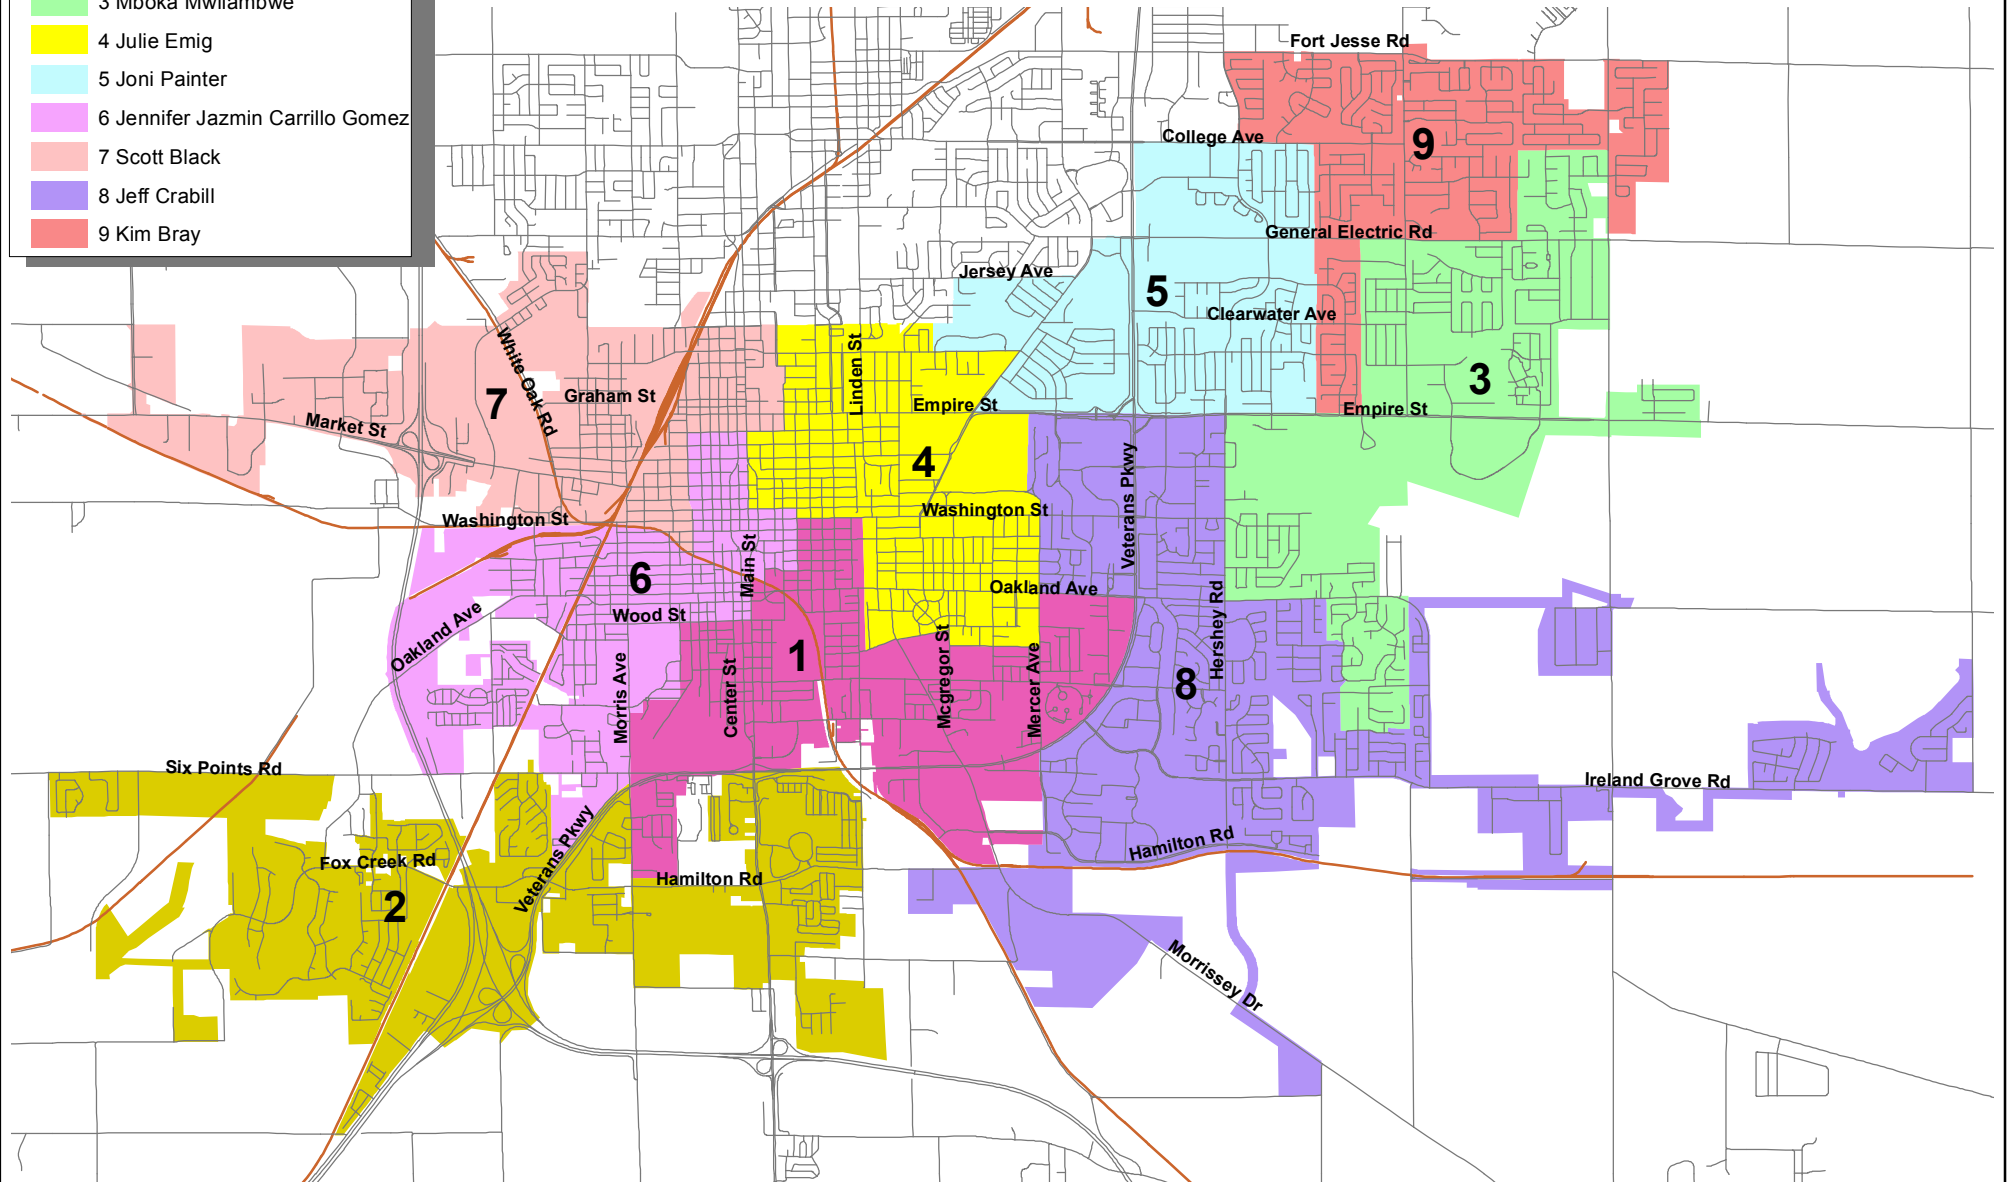 3 Mboka Mwilambwe
4 Julie Emig
5 Joni Painter
6 Jennifer Jazmin Carrillo Gomez
7 Scott Black
8 Jeff Crabill
9 Kim Bray
Fort Jesse Rd
College Ave
9
General Electric Rd
Jersey Ave
5
Clearwater Ave
White Oak Rd
Linden St
3
7
Graham St
Empire St
Empire St
Market St
4
Veterans Pkwy
Washington St
Washington St
Main St
6
Oakland Ave
Wood St
Oakland Ave
Hershey Rd
1
Morris Ave
Center St
Mcgregor St
Mercer Ave
8
Six Points Rd
Ireland Grove Rd
Veterans Pkwy
Fox Creek Rd
Hamilton Rd
Hamilton Rd
2
Morrissey Dr